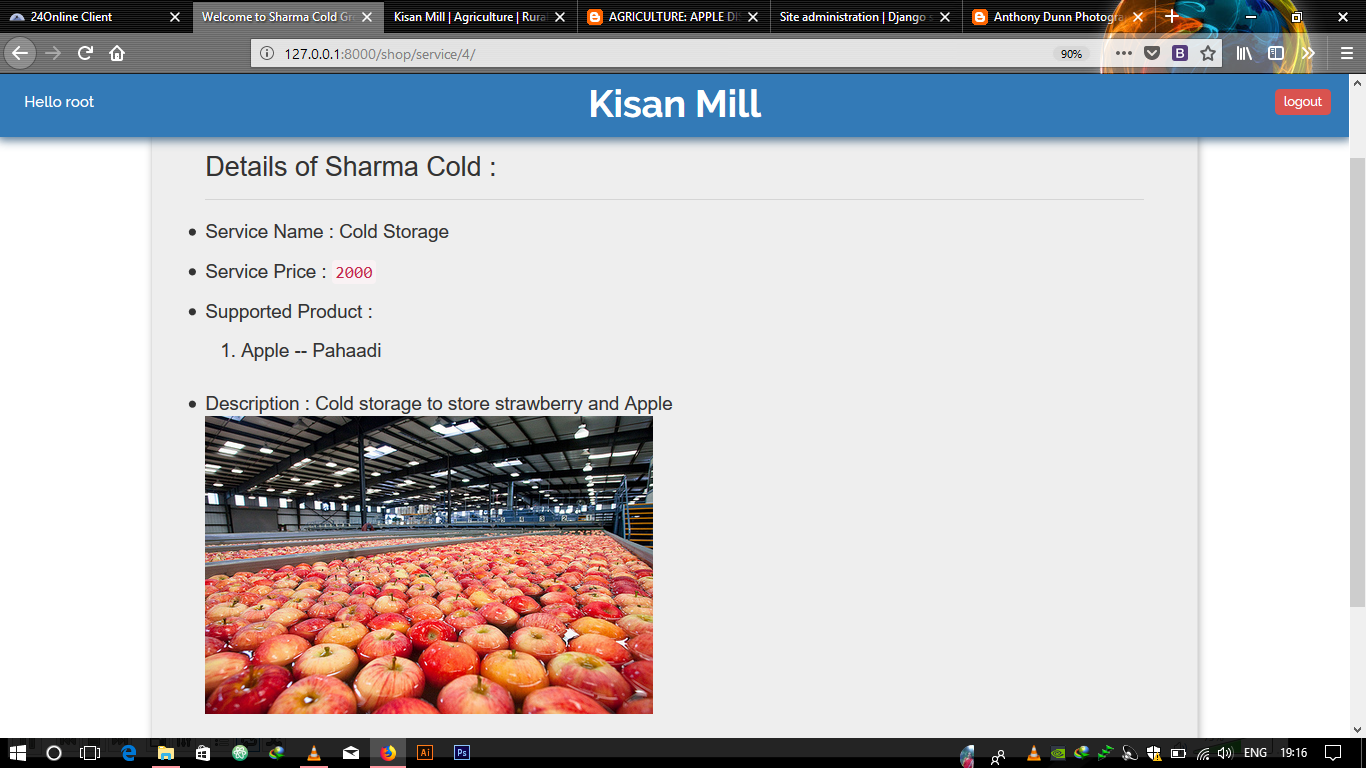 24Online Client
Welcome to Sharma Cold Gr
Kisan Mill | Agriculture | Rura
AGRICULTURE: APPLE DI
Site administration | Django s
Anthony Dunn Photogra
127.0.0.1:8000/shop/service/4/
90%
Hello root
Kisan Mill
logout
Details of Sharma Cold :
Service Name : Cold Storage
Service Price : 2000
Supported Product :
1. Apple -- Pahaadi
Description : Cold storage to store strawberry and Apple
ENG
19:16